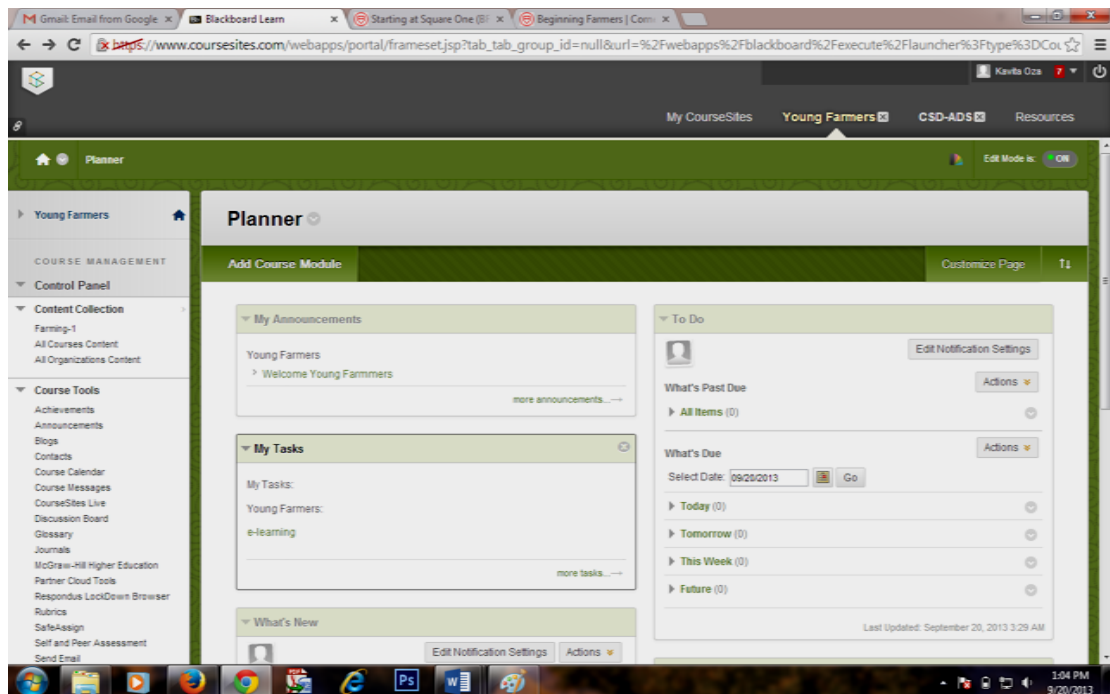 Gmail: Email from Google
Blackboard Learn
Starting at Square One (BF
Beginning Farmers | Corn
https://www.coursesites.com/webapps/portal/frameset.jsp?tab_tab_group_id=null&url=%2Fwebapps%2Fblackboard%2Fexecute%2Flauncher%3Ftype%3DCou
Kavita Oza 7
My CourseSites Young Farmers CSD-ADS Resources
Planner
Edit Mode is: ON
Young Farmers
COURSE MANAGEMENT
Control Panel
Content Collection
Farming-1
All Courses Content
All Organizations Content
Course Tools
Achievements
Announcements
Blogs
Contacts
Course Calendar
Course Messages
CourseSites Live
Discussion Board
Glossary
Journals
McGraw-Hill Higher Education
Partner Cloud Tools
Respondus LockDown Browser
Rubrics
SafeAssign
Self and Peer Assessment
Send Email
Planner
Add Course Module
Customize Page
My Announcements
Young Farmers
Welcome Young Farmmers
more announcements...→
My Tasks
My Tasks:
Young Farmers:
e-learning
more tasks...→
What's New
Edit Notification Settings Actions
To Do
Edit Notification Settings
Actions
What's Past Due
All Items (0)
Actions
What's Due
Select Date: 09/20/2013 Go
Today (0)
Tomorrow (0)
This Week (0)
Future (0)
Last Updated: September 20, 2013 3:29 AM
Ps
1:04 PM
9/20/2013